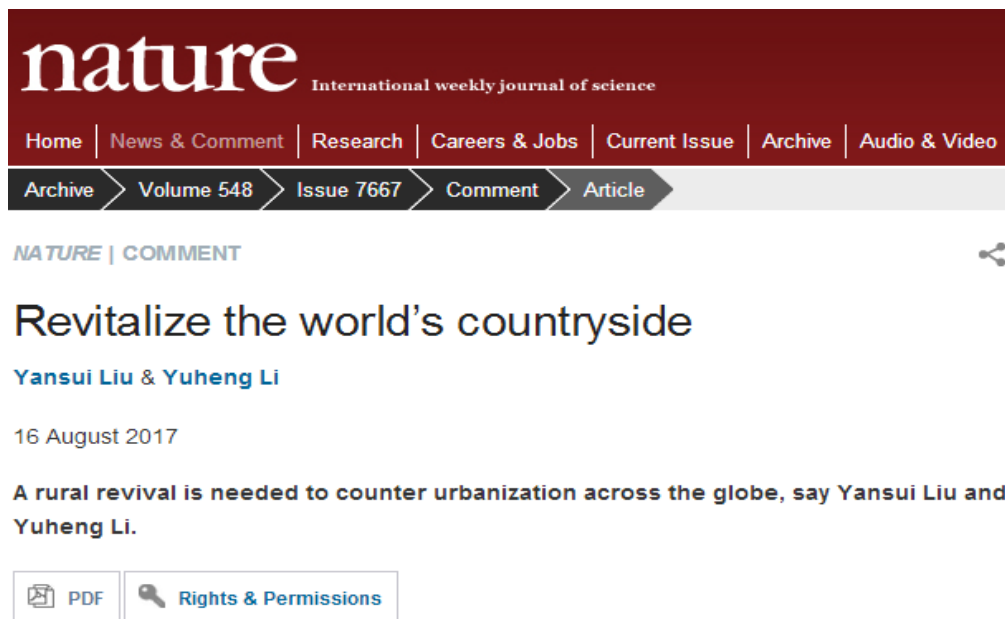 nature International weekly journal of science
Home News & Comment Research Careers & Jobs Current Issue Archive Audio & Video
Archive Volume 548 Issue 7667 Comment Article
NATURE | COMMENT
Revitalize the world's countryside
Yansui Liu & Yuheng Li
16 August 2017
A rural revival is needed to counter urbanization across the globe, say Yansui Liu and
Yuheng Li.
PDF Rights & Permissions